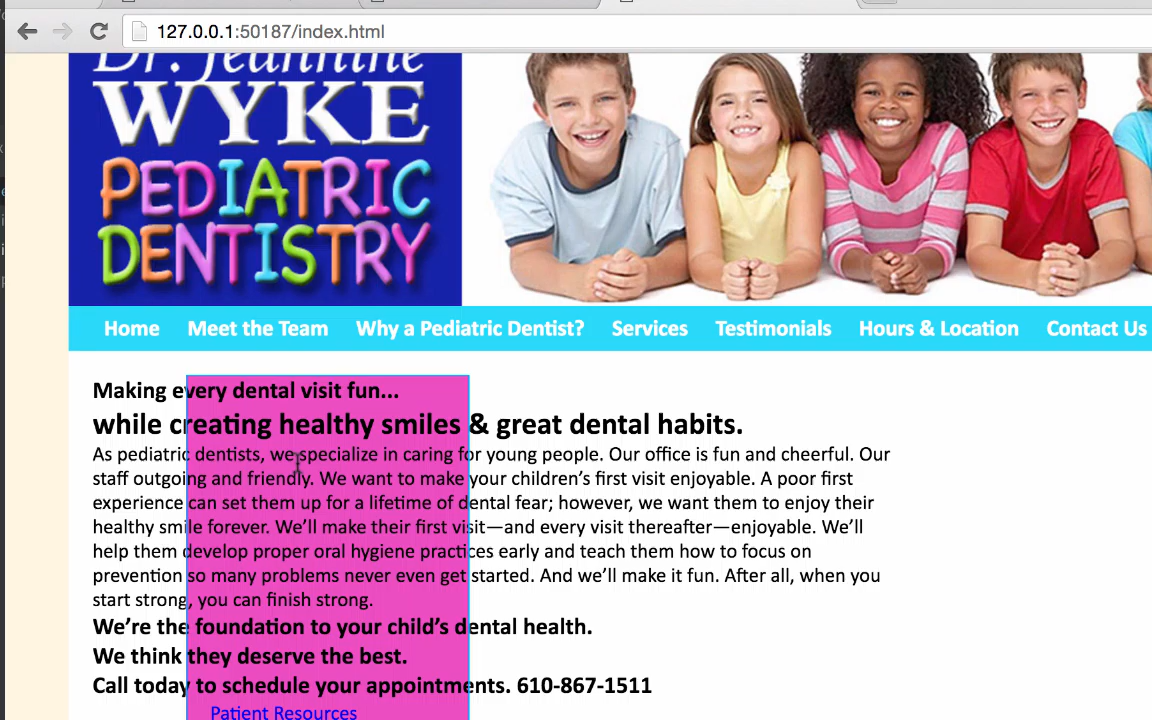 127.0.0.1:50187/index.html
Dr. Jeannine
WYKE
PEDIATRIC
DENTISTRY
Home Meet the Team Why a Pediatric Dentist? Services Testimonials Hours & Location Contact Us
Making every dental visit fun...
while creating healthy smiles & great dental habits.
As pediatric dentists, we specialize in caring for young people. Our office is fun and cheerful. Our
staff outgoing and friendly. We want to make your children’s first visit enjoyable. A poor first
experience can set them up for a lifetime of dental fear; however, we want them to enjoy their
healthy smile forever. We’ll make their first visit—and every visit thereafter—enjoyable. We’ll
help them develop proper oral hygiene practices early and teach them how to focus on
prevention so many problems never even get started. And we’ll make it fun. After all, when you
start strong, you can finish strong.
We’re the foundation to your child’s dental health.
We think they deserve the best.
Call today to schedule your appointments. 610-867-1511
Patient Resources